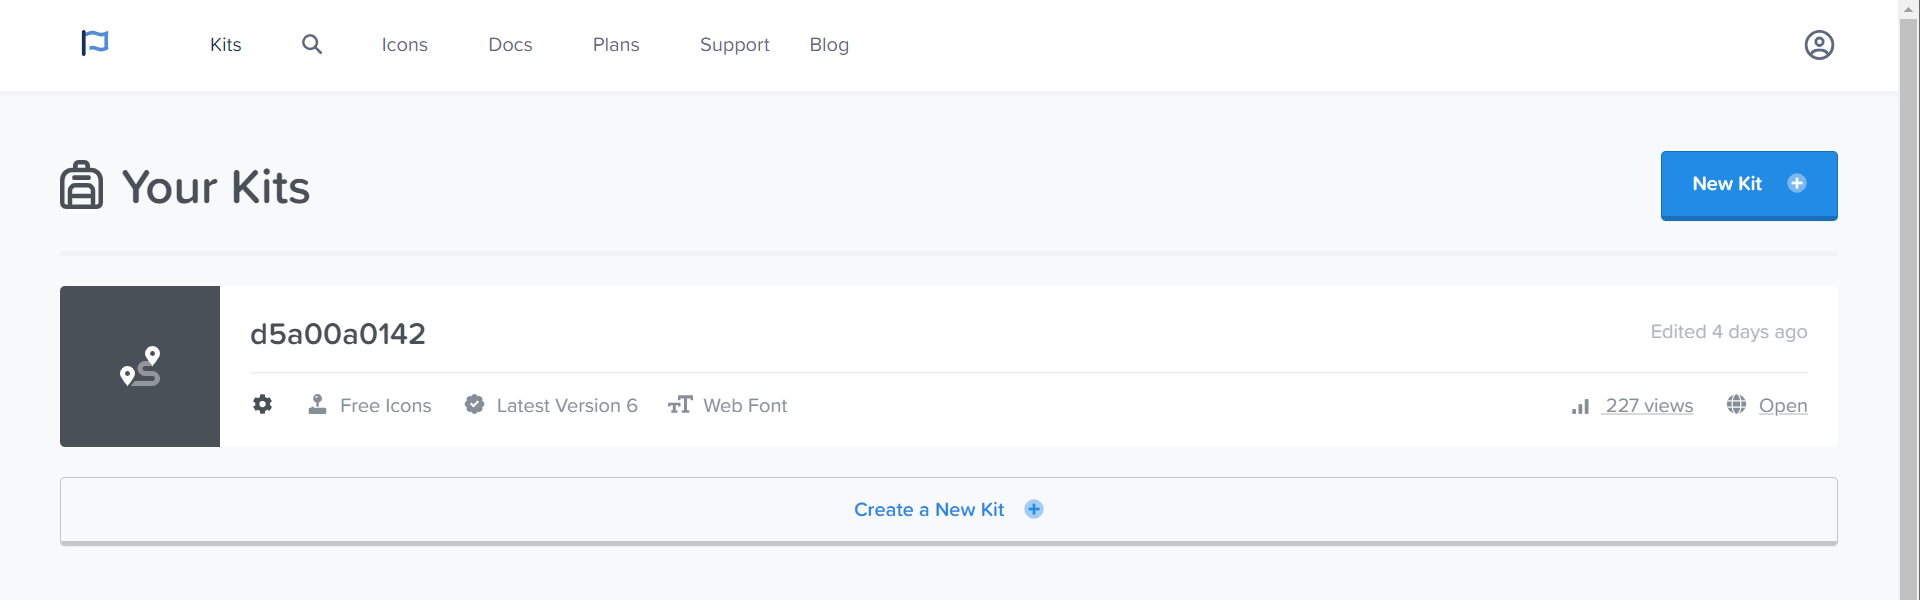 Kits Icons Docs Plans Support Blog
Your Kits
New Kit
d5a00a0142
Edited 4 days ago
Free Icons Latest Version 6 Web Font 227 views Open
Create a New Kit